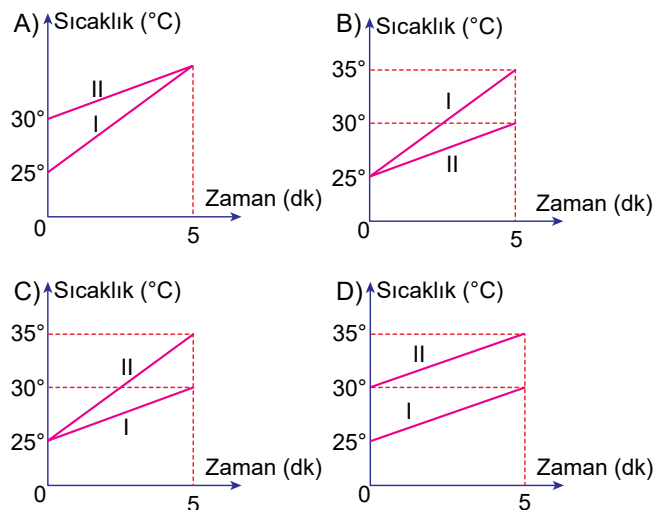 A) Sıcaklık (°C)
II
30°
I
25°
Zaman (dk)
0
5
B) Sıcaklık (°C)
35°
I
30°
II
25°
Zaman (dk)
0
5
C) Sıcaklık (°C)
35°
II
30°
I
25°
Zaman (dk)
0
5
D) Sıcaklık (°C)
35°
II
30°
I
25°
Zaman (dk)
0
5